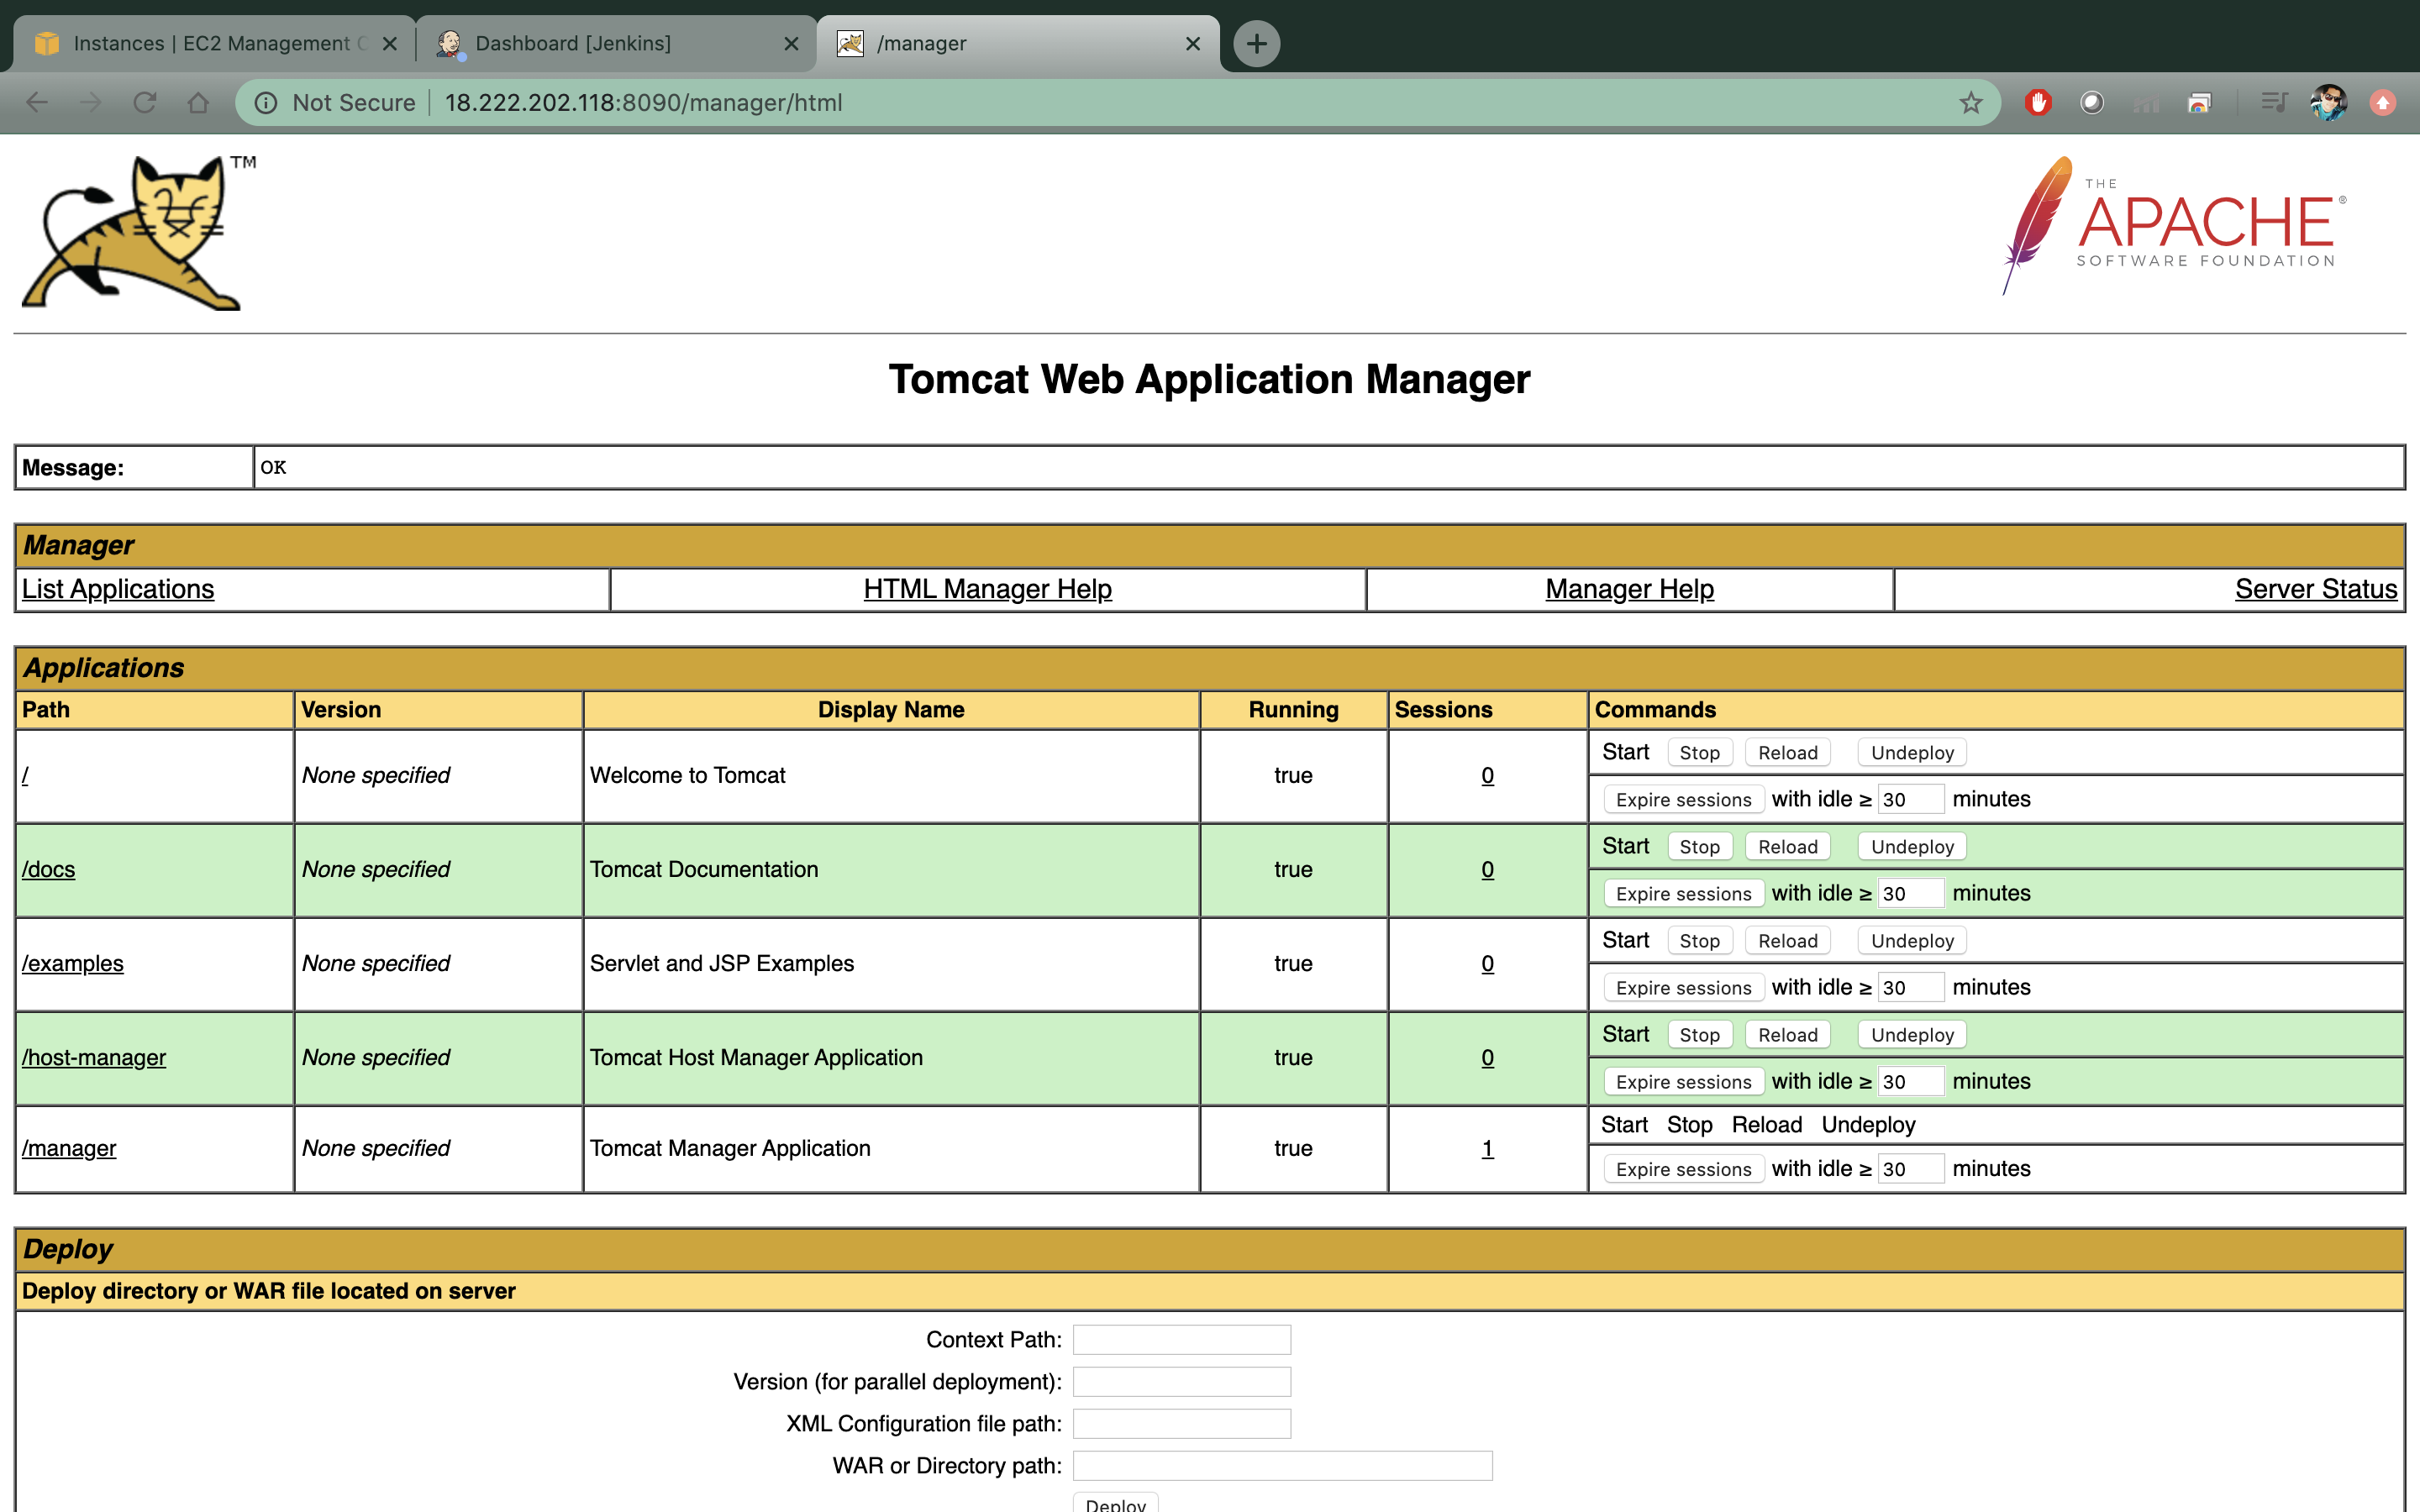 Instances | EC2 Management C
Dashboard [Jenkins]
/manager
Not Secure 18.222.202.118:8090/manager/html
TM
THE
APACHE®
SOFTWARE FOUNDATION
Tomcat Web Application Manager
Message: OK
Manager
List Applications HTML Manager Help Manager Help Server Status
Applications
Path Version Display Name Running Sessions Commands
/ None specified Welcome to Tomcat true 0 Start Stop Reload Undeploy
Expire sessions with idle ≥ 30 minutes
/docs None specified Tomcat Documentation true 0 Start Stop Reload Undeploy
Expire sessions with idle ≥ 30 minutes
/examples None specified Servlet and JSP Examples true 0 Start Stop Reload Undeploy
Expire sessions with idle ≥ 30 minutes
/host-manager None specified Tomcat Host Manager Application true 0 Start Stop Reload Undeploy
Expire sessions with idle ≥ 30 minutes
/manager None specified Tomcat Manager Application true 1 Start Stop Reload Undeploy
Expire sessions with idle ≥ 30 minutes
Deploy
Deploy directory or WAR file located on server
Context Path:
Version (for parallel deployment):
XML Configuration file path:
WAR or Directory path:
Deploy